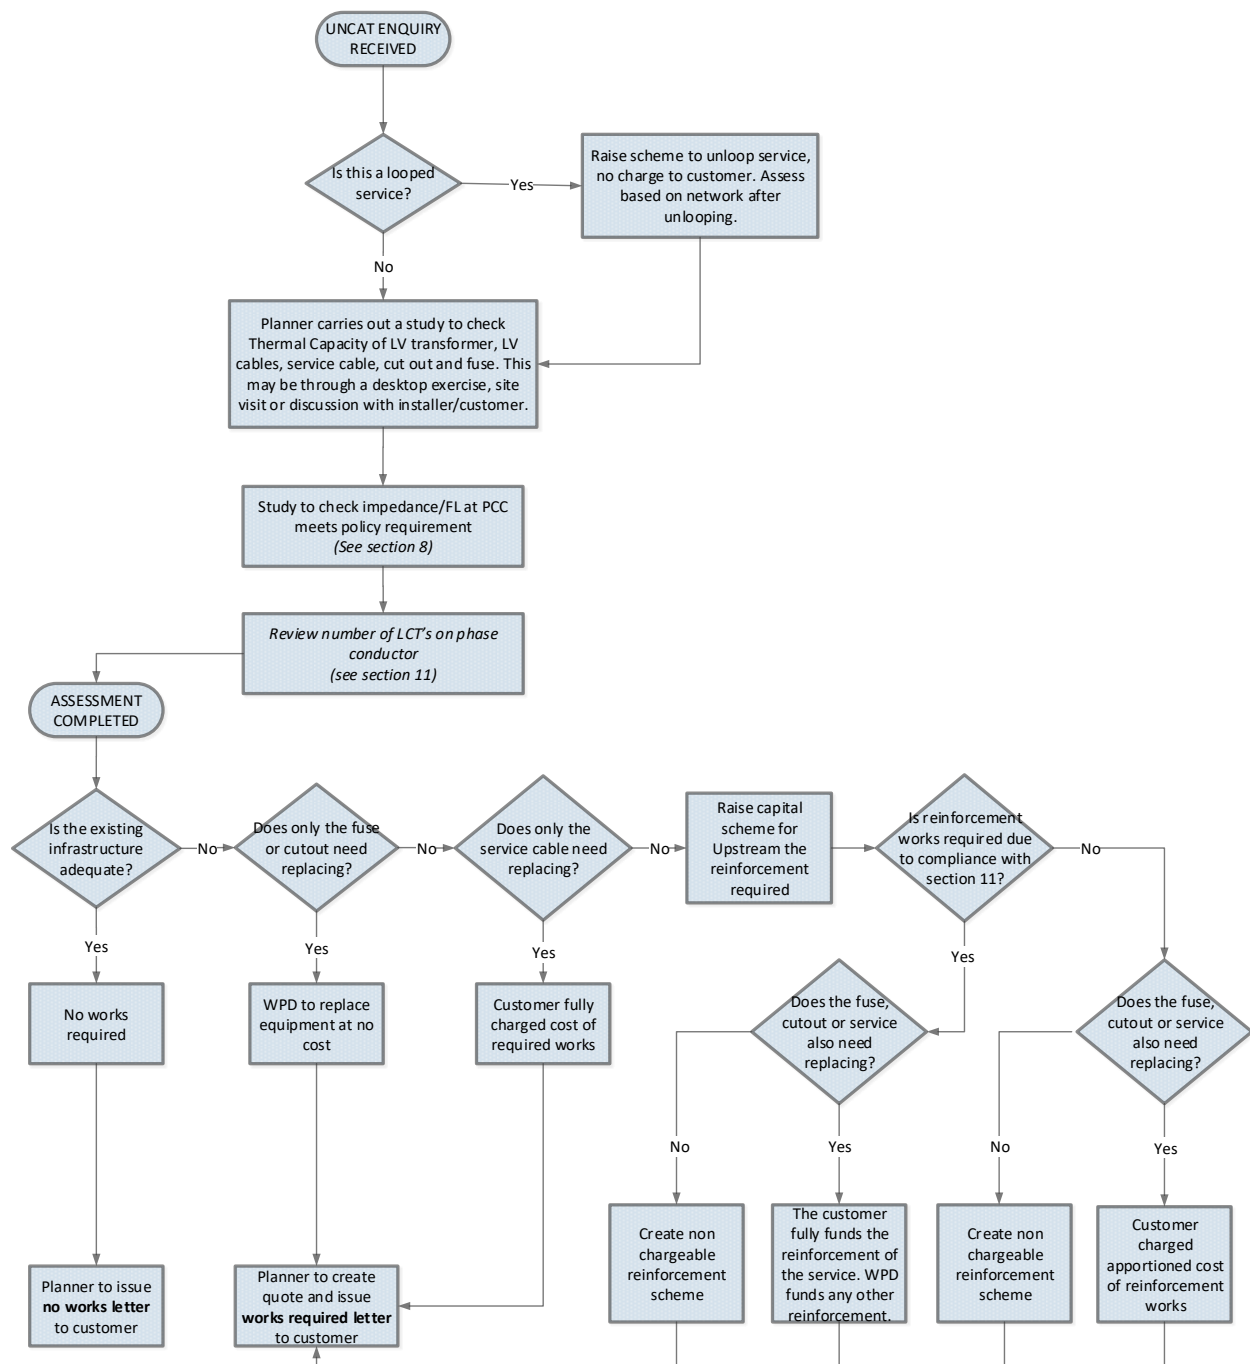 UNCAT ENQUIRY
RECEIVED
Is this a looped
service?
Yes
Raise scheme to unloop service,
no charge to customer. Assess
based on network after
unlooping.
No
Planner carries out a study to check
Thermal Capacity of LV transformer, LV
cables, service cable, cut out and fuse. This
may be through a desktop exercise, site
visit or discussion with installer/customer.
Study to check impedance/FL at PCC
meets policy requirement
(See section 8)
Review number of LCT's on phase
conductor
(see section 11)
ASSESSMENT
COMPLETED
Is the existing
infrastructure
adequate?
No
Does only the fuse
or cutout need
replacing?
No
Does only the
service cable need
replacing?
No
Raise capital
scheme for
Upstream the
reinforcement
required
Is reinforcement
works required due
to compliance with
section 11?
No
Yes
Yes
Yes
Yes
No works
required
WPD to replace
equipment at no
cost
Customer fully
charged cost of
required works
Does the fuse,
cutout or service
also need
replacing?
Does the fuse,
cutout or service
also need
replacing?
No
Yes
No
Yes
Planner to issue
no works letter
to customer
Planner to create
quote and issue
works required letter
to customer
Create non
chargeable
reinforcement
scheme
The customer
fully funds the
reinforcement of
the service. WPD
funds any other
reinforcement.
Create non
chargeable
reinforcement
scheme
Customer
charged
apportioned cost
of reinforcement
works